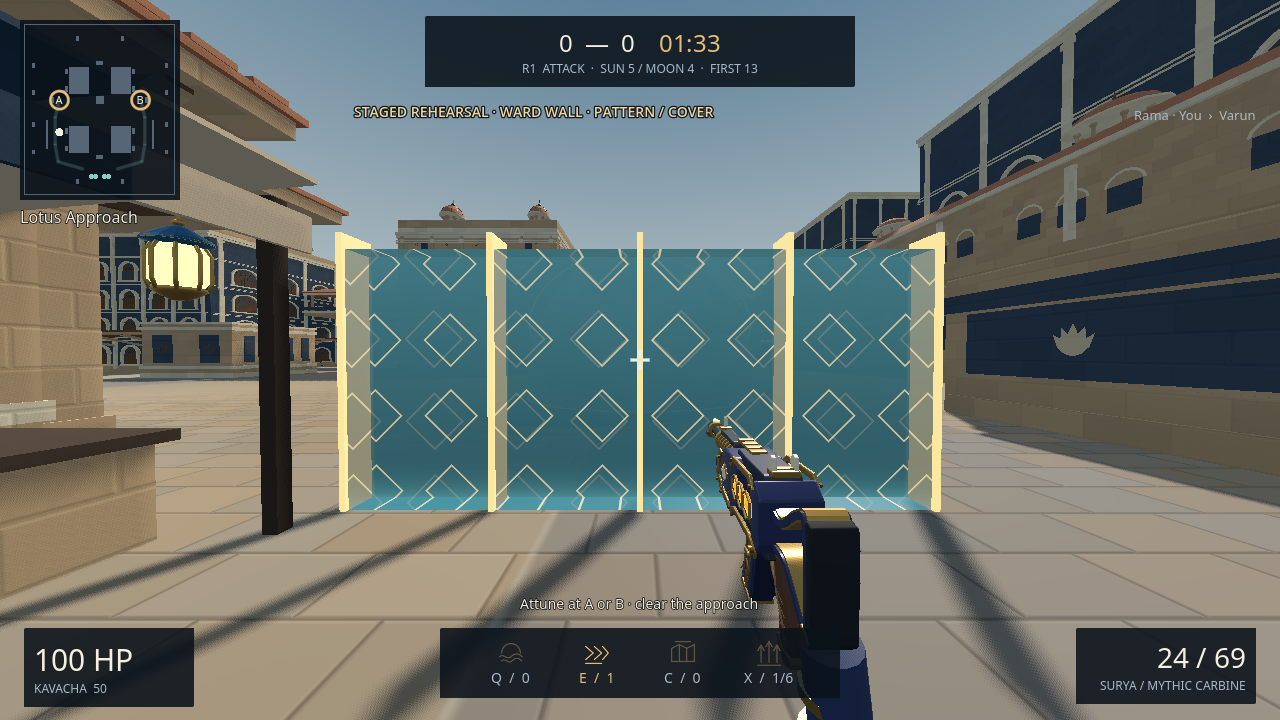 0 — 0 01:33
R1 ATTACK · SUN 5 / MOON 4 · FIRST 13
STAGED REHEARSAL · WARD WALL · PATTERN / COVER
Rama · You › Varun
A
B
Lotus Approach
Attune at A or B · clear the approach
100 HP
KAVACHA 50
Q / 0
E / 1
C / 0
X / 1/6
24 / 69
SURYA / MYTHIC CARBINE